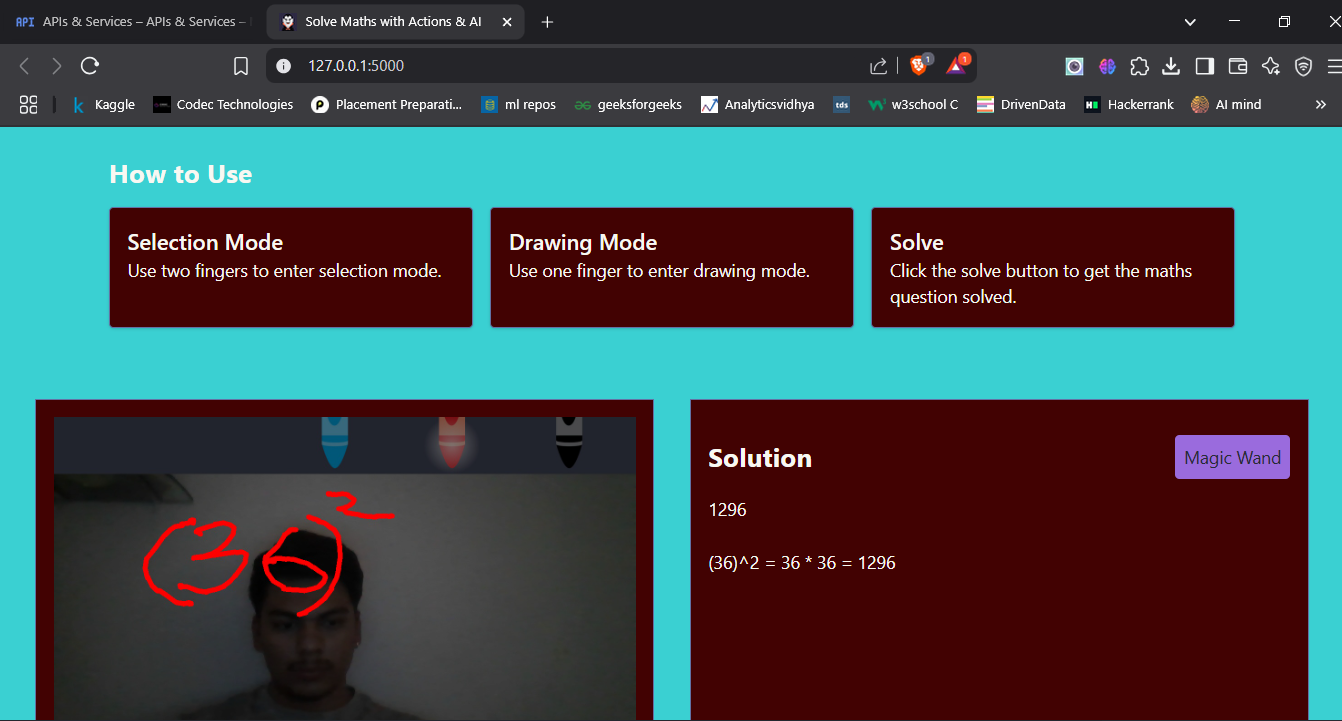 API APIs & Services – APIs & Services –
Solve Maths with Actions & AI
127.0.0.1:5000
1
1
Kaggle
Codec Technologies
Placement Preparati...
ml repos
geeksforgeeks
Analyticsvidhya
tds
w3school C
DrivenData
Hackerrank
AI mind
How to Use
Selection Mode
Use two fingers to enter selection mode.
Drawing Mode
Use one finger to enter drawing mode.
Solve
Click the solve button to get the maths
question solved.
(36)²
Solution
Magic Wand
1296
(36)^2 = 36 * 36 = 1296